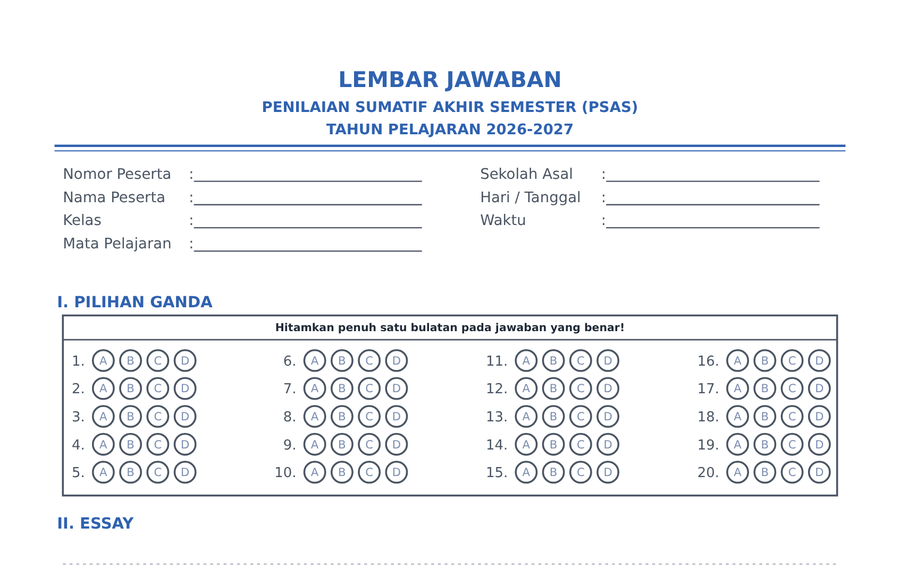 LEMBAR JAWABAN
PENILAIAN SUMATIF AKHIR SEMESTER (PSAS)
TAHUN PELAJARAN 2026-2027
Nomor Peserta : Sekolah Asal :
Nama Peserta : Hari / Tanggal :
Kelas : Waktu :
Mata Pelajaran :
I. PILIHAN GANDA
Hitamkan penuh satu bulatan pada jawaban yang benar!
1. A B C D 6. A B C D 11. A B C D 16. A B C D
2. A B C D 7. A B C D 12. A B C D 17. A B C D
3. A B C D 8. A B C D 13. A B C D 18. A B C D
4. A B C D 9. A B C D 14. A B C D 19. A B C D
5. A B C D 10. A B C D 15. A B C D 20. A B C D
II. ESSAY